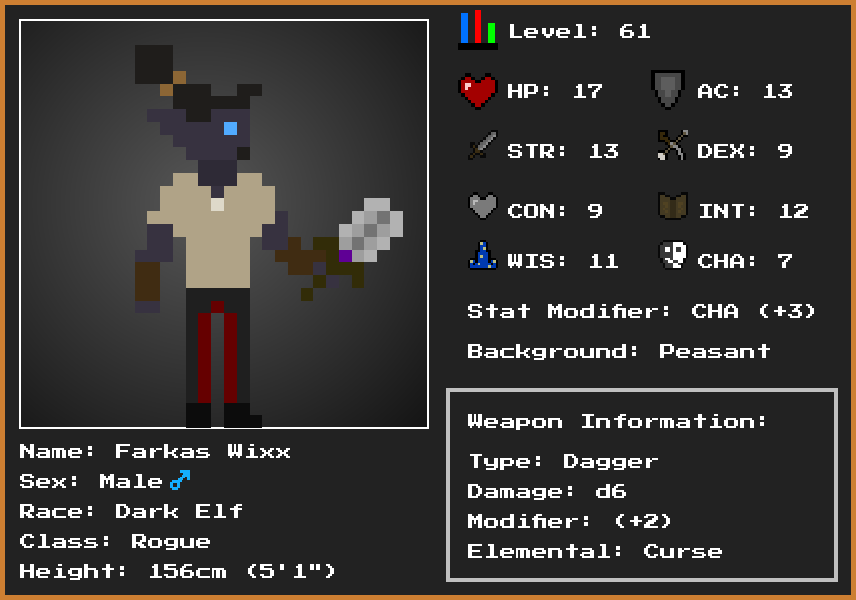 Level: 61
HP: 17
AC: 13
STR: 13
DEX: 9
CON: 9
INT: 12
WIS: 11
CHA: 7
Stat Modifier: CHA (+3)
Background: Peasant
Weapon Information:
Type: Dagger
Damage: d6
Modifier: (+2)
Elemental: Curse
Name: Farkas Wixx
Sex: Male ♂
Race: Dark Elf
Class: Rogue
Height: 156cm (5'1")